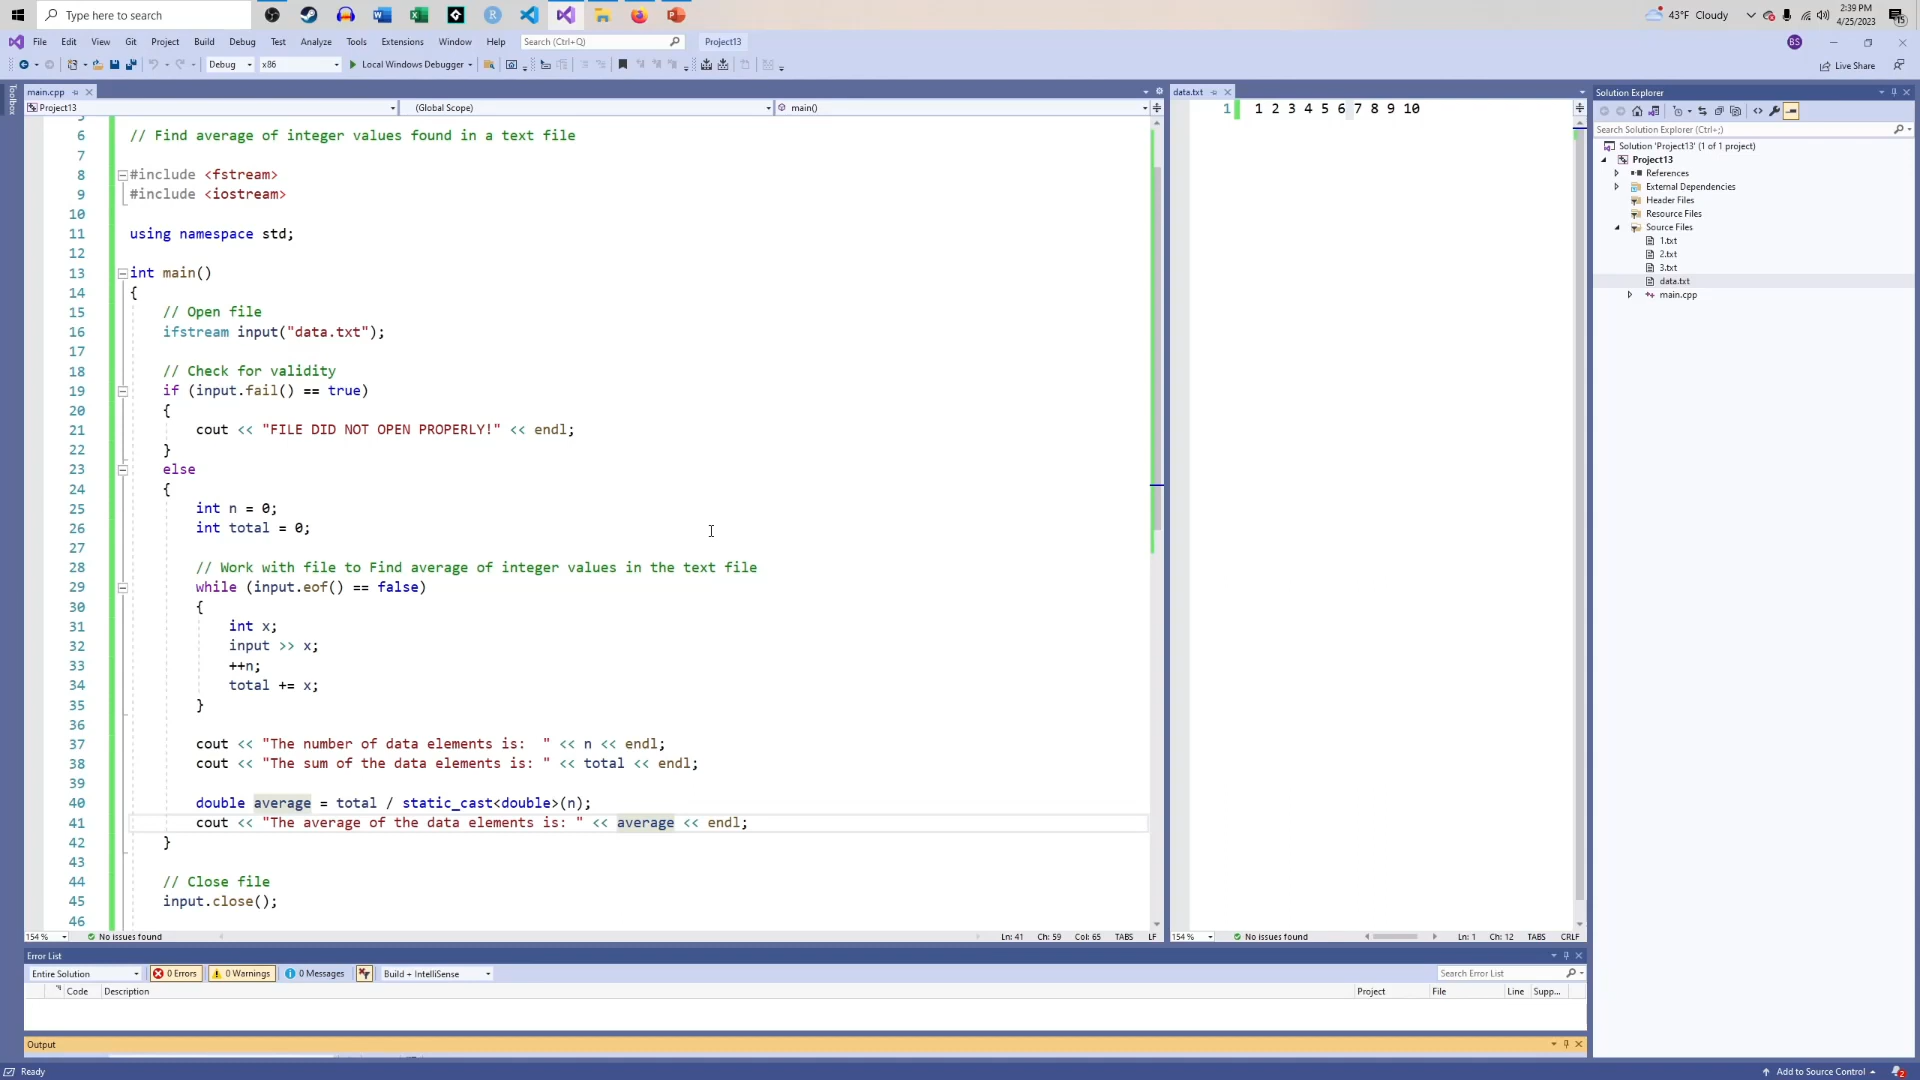 Type here to search
43°F Cloudy
2:39 PM
4/25/2023
15
File Edit View Git Project Build Debug Test Analyze Tools Extensions Window Help Search (Ctrl+Q) Project13
BS
Debug x86 Local Windows Debugger
Live Share
Toolbox
main.cpp
Project13 (Global Scope) main()
6 // Find average of integer values found in a text file
7
8 #include <fstream>
9 #include <iostream>
10
11 using namespace std;
12
13 int main()
14 {
15 // Open file
16 ifstream input("data.txt");
17
18 // Check for validity
19 if (input.fail() == true)
20 {
21 cout << "FILE DID NOT OPEN PROPERLY!" << endl;
22 }
23 else
24 {
25 int n = 0;
26 int total = 0;
27
28 // Work with file to Find average of integer values in the text file
29 while (input.eof() == false)
30 {
31 int x;
32 input >> x;
33 ++n;
34 total += x;
35 }
36
37 cout << "The number of data elements is:  " << n << endl;
38 cout << "The sum of the data elements is: " << total << endl;
39
40 double average = total / static_cast<double>(n);
41 cout << "The average of the data elements is: " << average << endl;
42 }
43
44 // Close file
45 input.close();
46
154 % No issues found Ln: 41 Ch: 59 Col: 65 TABS LF
data.txt
1 1 2 3 4 5 6 7 8 9 10
154 % No issues found Ln: 1 Ch: 12 TABS CRLF
Solution Explorer
Search Solution Explorer (Ctrl+;)
Solution 'Project13' (1 of 1 project)
Project13
References
External Dependencies
Header Files
Resource Files
Source Files
1.txt
2.txt
3.txt
data.txt
main.cpp
Error List
Entire Solution 0 Errors 0 Warnings 0 Messages Build + IntelliSense Search Error List
Code Description Project File Line Supp...
Output
Ready
Add to Source Control
2